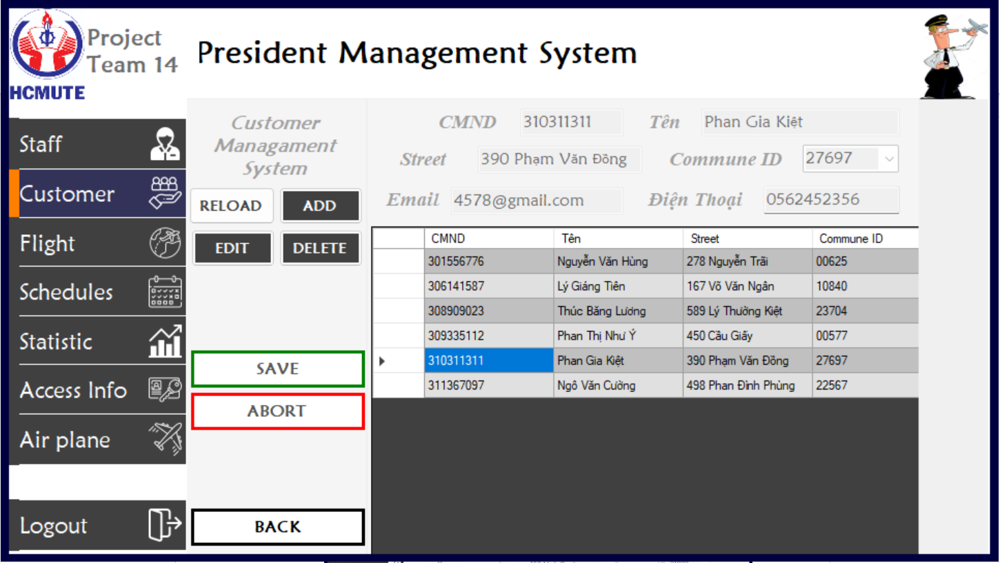 Project
Team 14
HCMUTE
President Management System
Staff
Customer
Flight
Schedules
Statistic
Access Info
Air plane
Logout
Customer
Managament
System
RELOAD ADD
EDIT DELETE
SAVE
ABORT
BACK
CMND 310311311 Tên Phan Gia Kiệt
Street 390 Phạm Văn Đồng Commune ID 27697
Email 4578@gmail.com Điện Thoại 0562452356
CMND Tên Street Commune ID
301556776 Nguyễn Văn Hùng 278 Nguyễn Trãi 00625
306141587 Lý Giáng Tiên 167 Võ Văn Ngân 10840
308909023 Thúc Băng Lương 589 Lý Thường Kiệt 23704
309335112 Phan Thị Như Ý 450 Cầu Giấy 00577
310311311 Phan Gia Kiệt 390 Phạm Văn Đồng 27697
311367097 Ngô Văn Cường 498 Phan Đình Phùng 22567